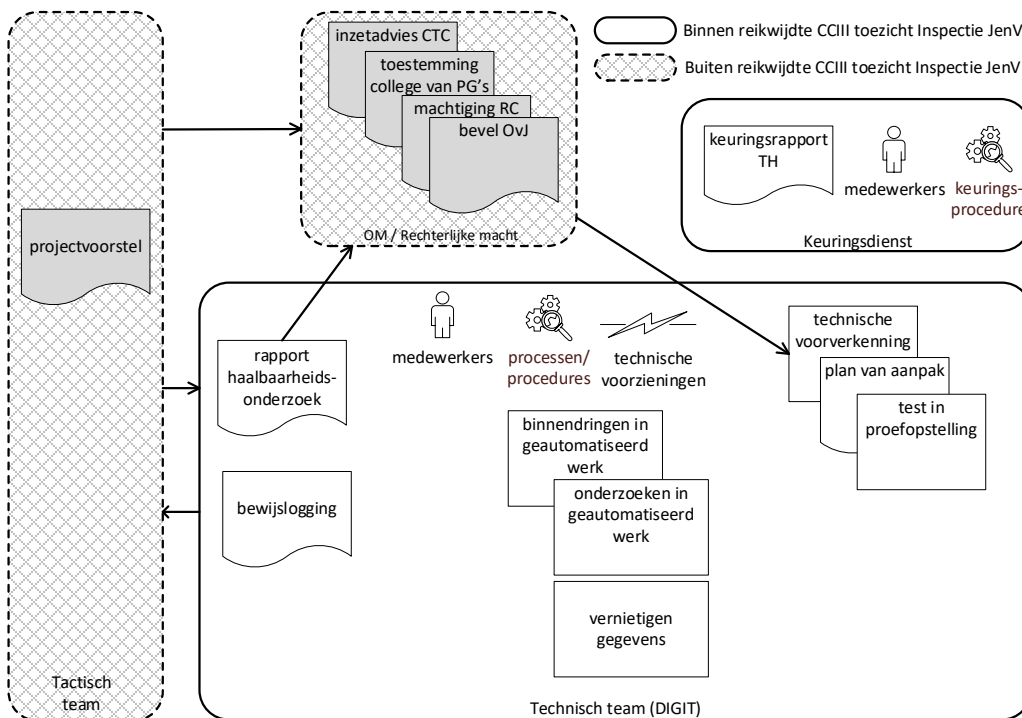 inzetadvies CTC
toestemming
college van PG's
machtiging RC
bevel OvJ
OM / Rechterlijke macht
Binnen reikwijdte CCIII toezicht Inspectie JenV
Buiten reikwijdte CCIII toezicht Inspectie JenV
keuringsrapport
TH
medewerkers
keurings-
procedure
Keuringsdienst
projectvoorstel
Tactisch
team
rapport
haalbaarheids-
onderzoek
bewijslogging
medewerkers
processen/
procedures
technische
voorzieningen
binnendringen in
geautomatiseerd
werk
onderzoeken in
geautomatiseerd
werk
vernietigen
gegevens
technische
voorverkenning
plan van aanpak
test in
proefopstelling
Technisch team (DIGIT)